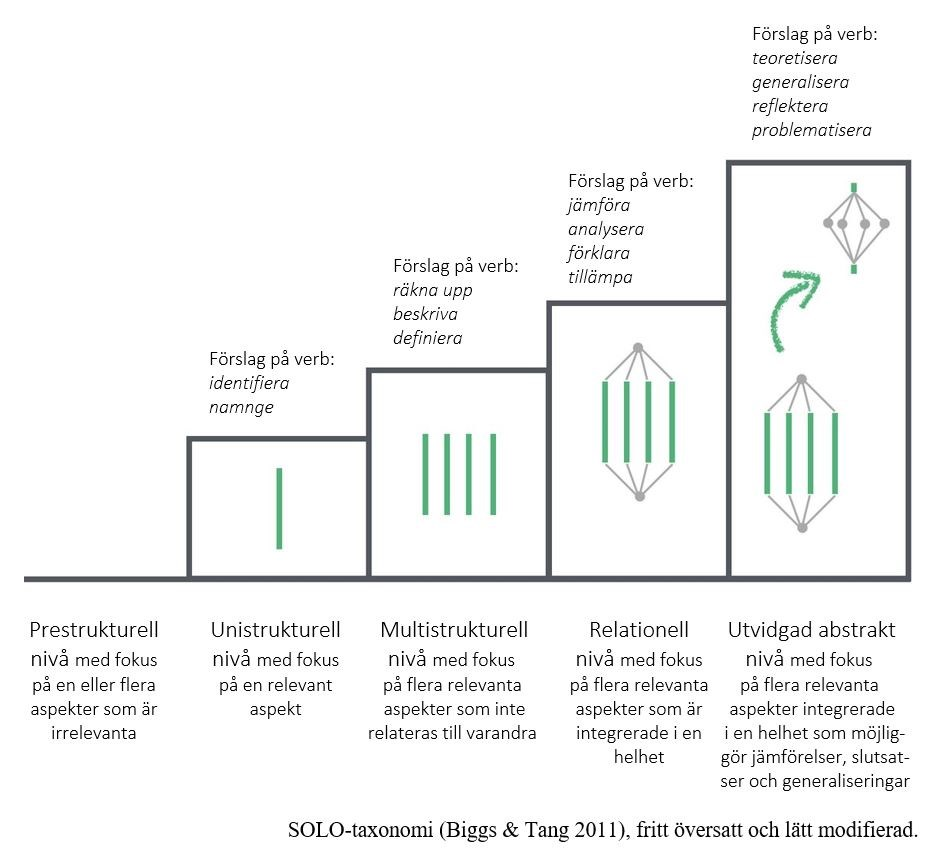 Förslag på verb:
teoretisera
generalisera
reflektera
problematisera
Förslag på verb:
jämföra
analysera
förklara
tillämpa
Förslag på verb:
räkna upp
beskriva
definiera
Förslag på verb:
identifiera
namnge
Prestrukturell
nivå med fokus
på en eller flera
aspekter som är
irrelevanta
Unistrukturell
nivå med fokus
på en relevant
aspekt
Multistrukturell
nivå med fokus
på flera relevanta
aspekter som inte
relateras till varandra
Relationell
nivå med fokus
på flera relevanta
aspekter som är
integrerade i en
helhet
Utvidgad abstrakt
nivå med fokus
på flera relevanta
aspekter integrerade
i en helhet som möjlig-
gör jämförelser, slutsat-
ser och generaliseringar
SOLO-taxonomi (Biggs & Tang 2011), fritt översatt och lätt modifierad.